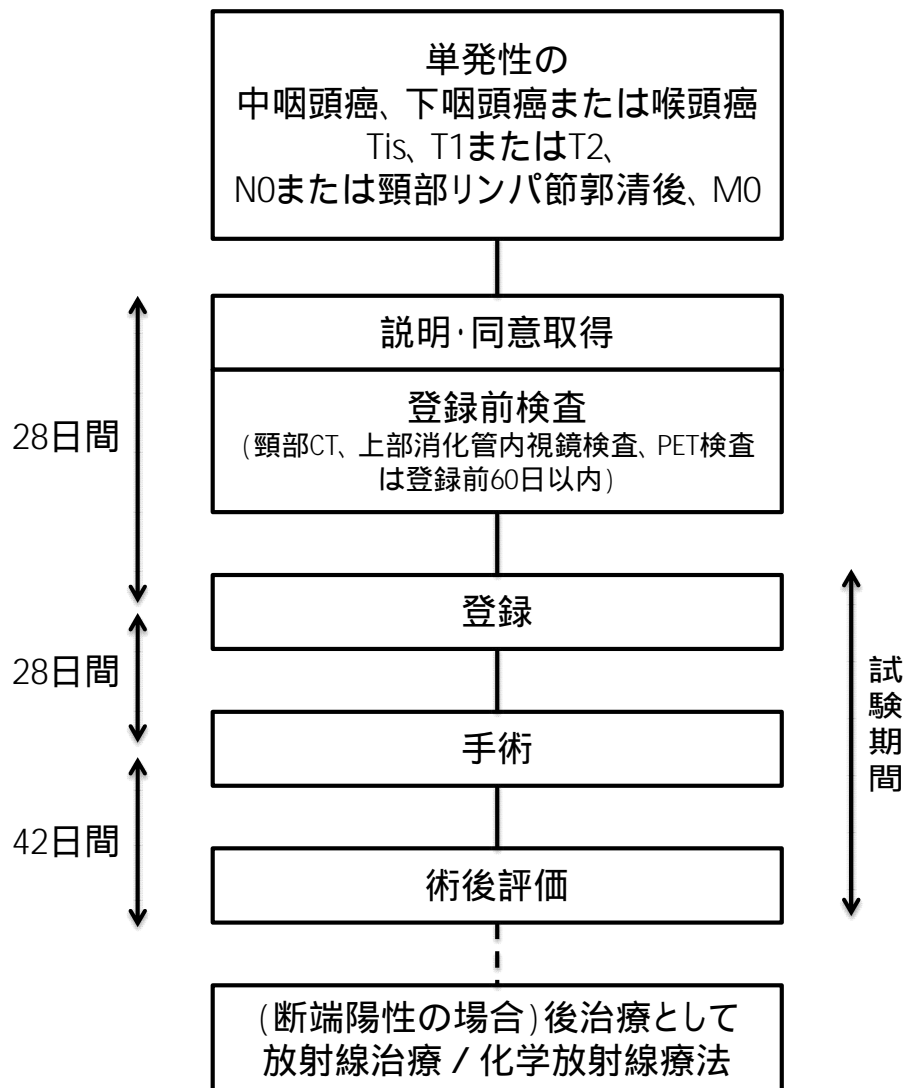 単発性の
中咽頭癌、下咽頭癌または喉頭癌
Tis、T1またはT2、
N0または頸部リンパ節郭清後、M0
説明・同意取得
登録前検査
(頸部CT、上部消化管内視鏡検査、PET検査
は登録前60日以内)
28日間
登録
28日間
手術
試験期間
42日間
術後評価
(断端陽性の場合)後治療として
放射線治療/化学放射線療法